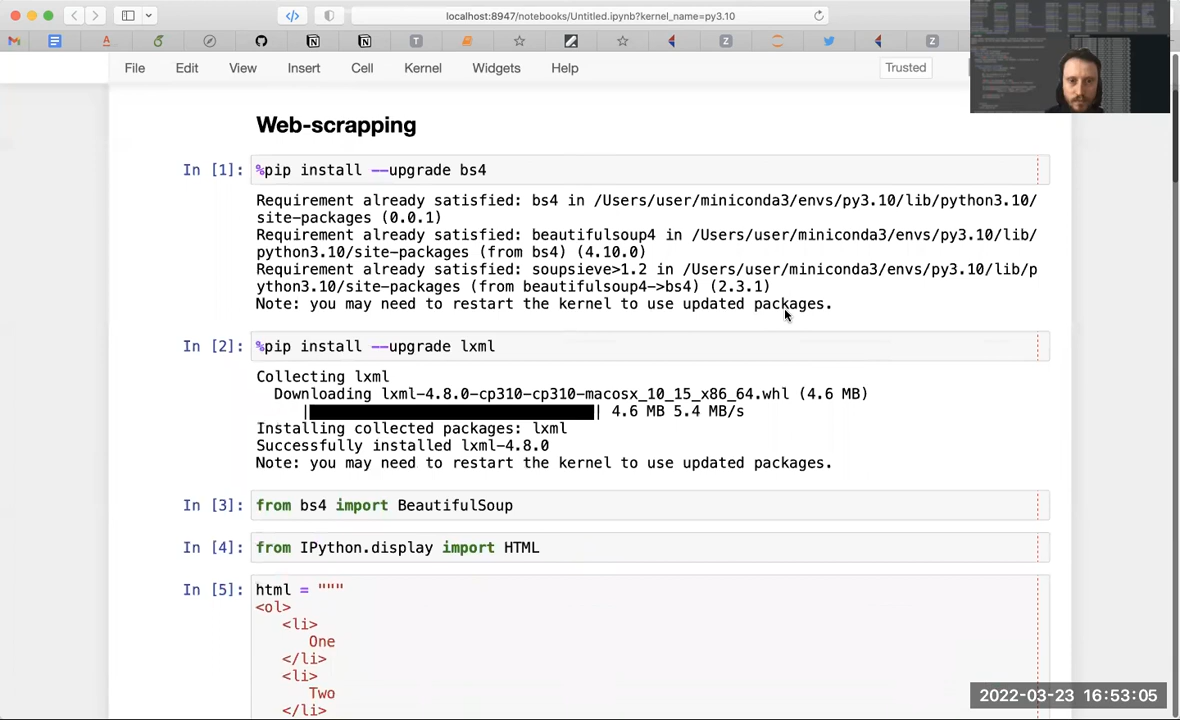 localhost:8947/notebooks/Untitled.ipynb?kernel_name=py3.10
File Edit View Insert Cell Kernel Widgets Help Trusted
Web-scrapping
In [1]: %pip install --upgrade bs4
Requirement already satisfied: bs4 in /Users/user/miniconda3/envs/py3.10/lib/python3.10/
site-packages (0.0.1)
Requirement already satisfied: beautifulsoup4 in /Users/user/miniconda3/envs/py3.10/lib/
python3.10/site-packages (from bs4) (4.10.0)
Requirement already satisfied: soupsieve>1.2 in /Users/user/miniconda3/envs/py3.10/lib/p
ython3.10/site-packages (from beautifulsoup4->bs4) (2.3.1)
Note: you may need to restart the kernel to use updated packages.
In [2]: %pip install --upgrade lxml
Collecting lxml
Downloading lxml-4.8.0-cp310-cp310-macosx_10_15_x86_64.whl (4.6 MB)
| | 4.6 MB 5.4 MB/s
Installing collected packages: lxml
Successfully installed lxml-4.8.0
Note: you may need to restart the kernel to use updated packages.
In [3]: from bs4 import BeautifulSoup
In [4]: from IPython.display import HTML
In [5]: html = """
<ol>
<li>
One
</li>
<li>
Two
</li>
2022-03-23 16:53:05